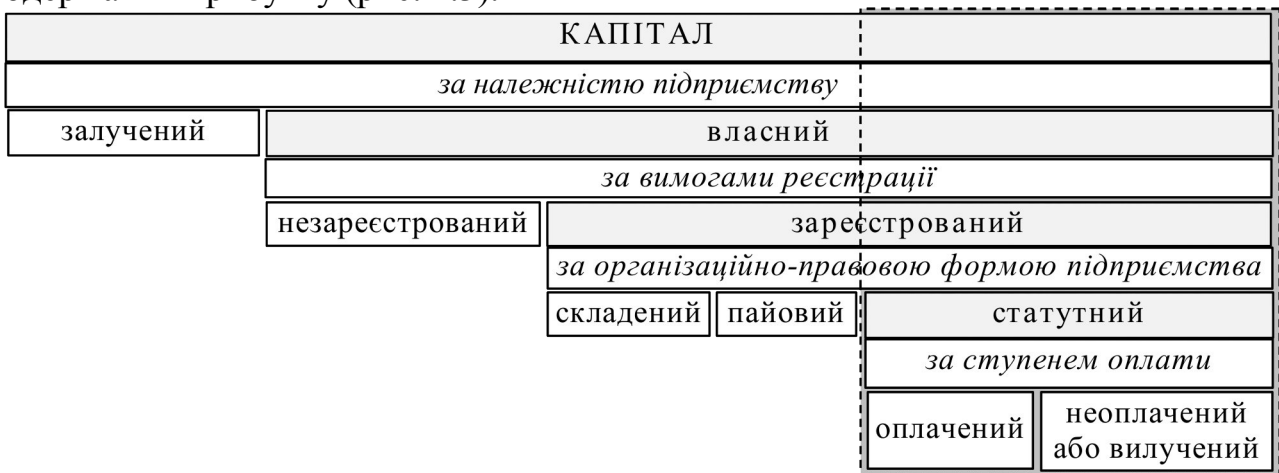 КАПІТАЛ
за належністю підприємству
залучений
власний
за вимогами реєстрації
незареєстрований
зареєстрований
за організаційно-правовою формою підприємства
складений
пайовий
статутний
за ступенем оплати
оплачений
неоплачений
або вилучений